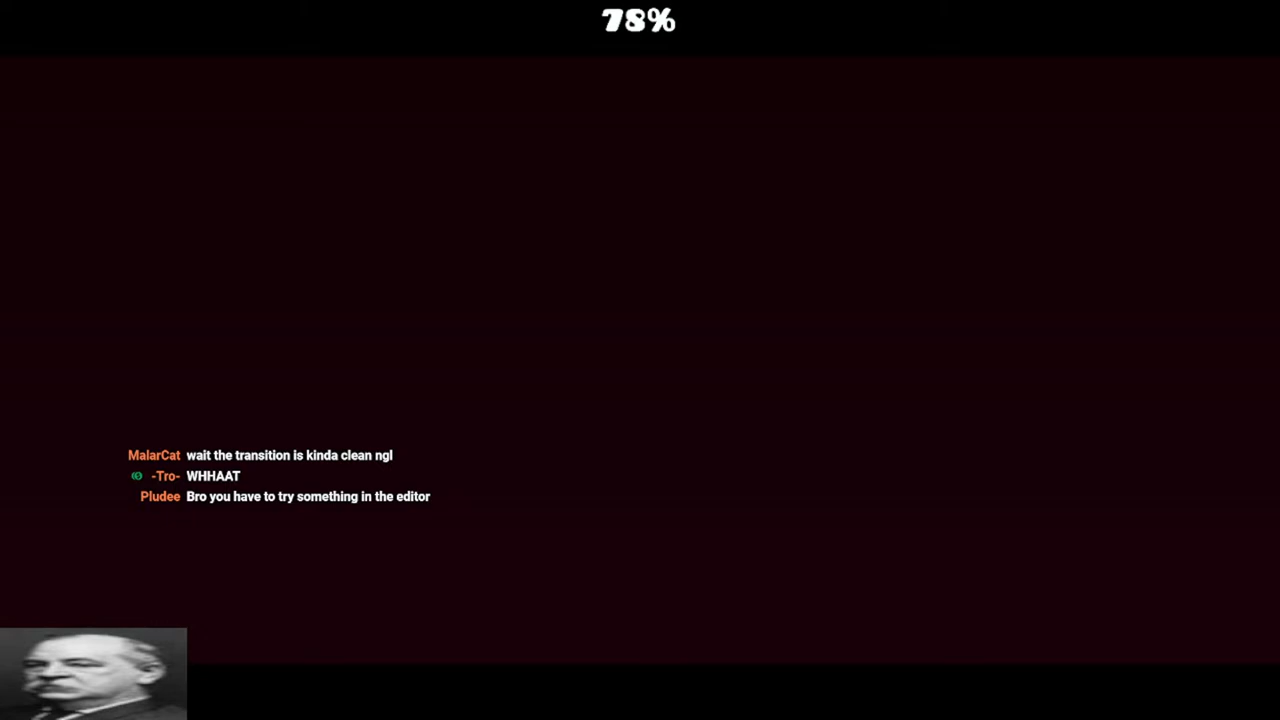 78%
MalarCat wait the transition is kinda clean ngl
-Tro- WHHAAT
Pludee Bro you have to try something in the editor